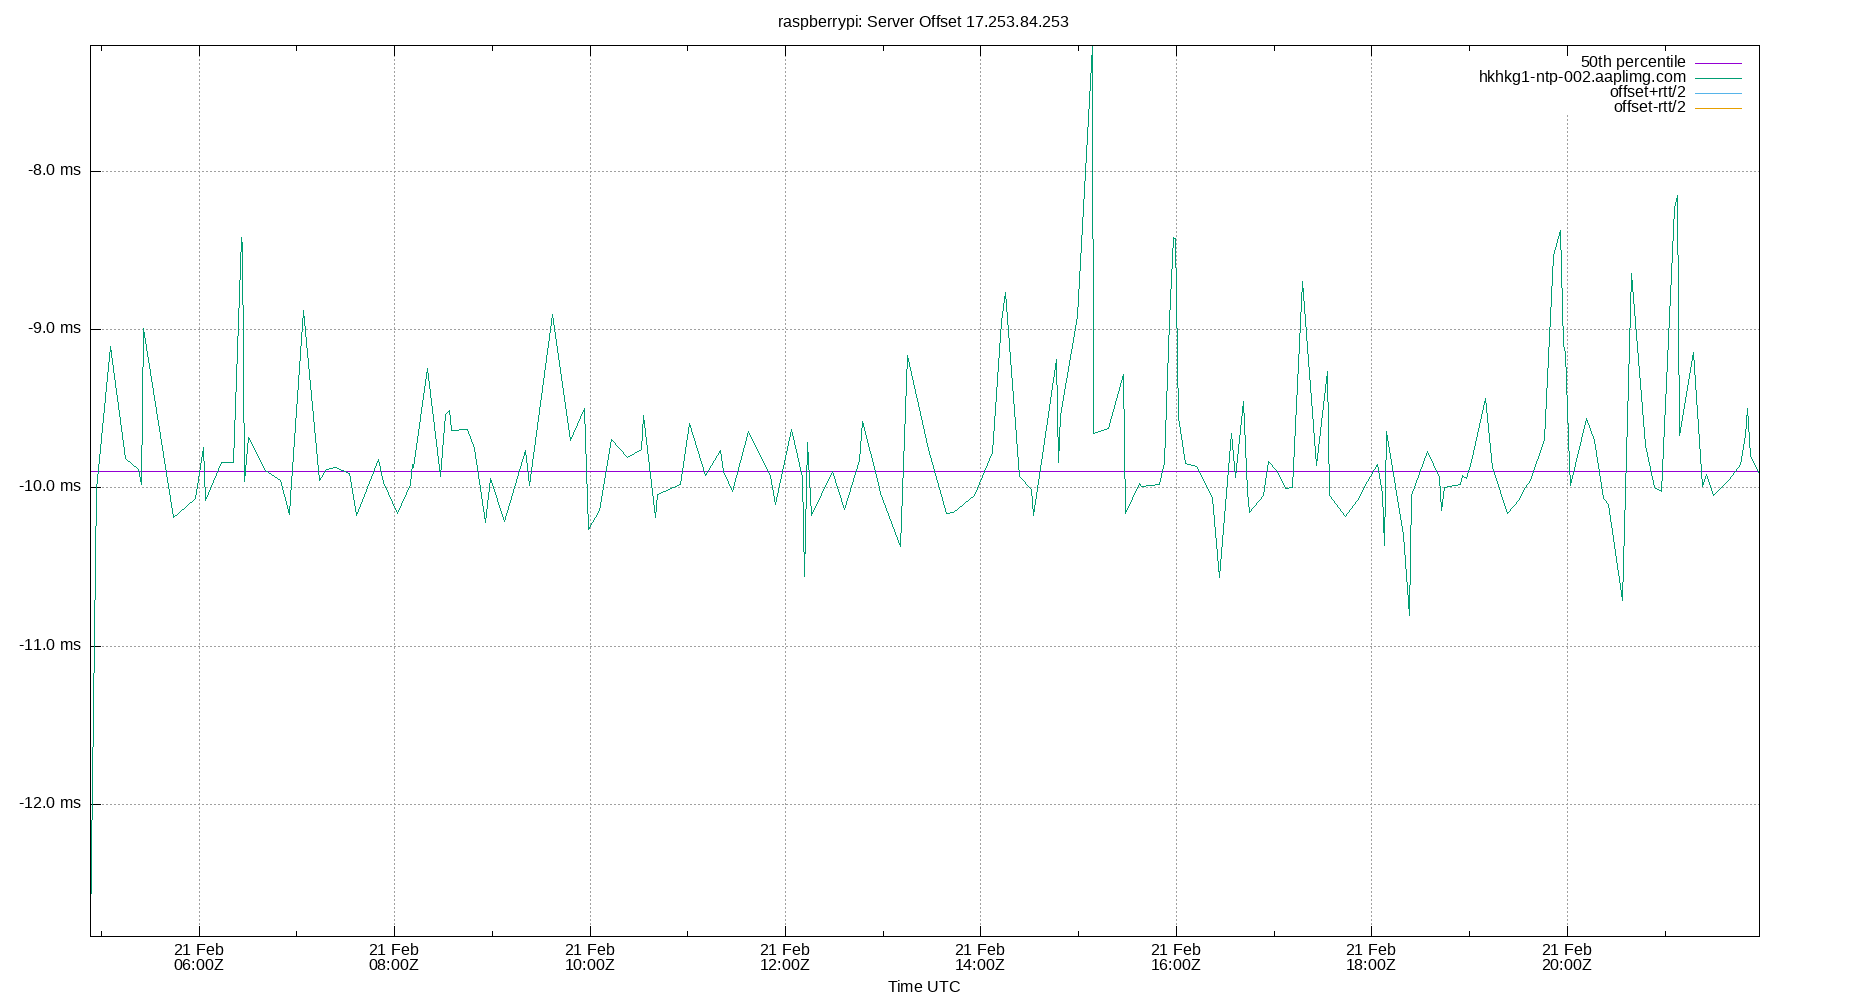 raspberrypi: Server Offset 17.253.84.253
50th percentile
hkhkg1-ntp-002.aaplimg.com
offset+rtt/2
offset-rtt/2
-8.0 ms
-9.0 ms
-10.0 ms
-11.0 ms
-12.0 ms
21 Feb 21 Feb 21 Feb 21 Feb 21 Feb 21 Feb 21 Feb 21 Feb
06:00Z 08:00Z 10:00Z 12:00Z 14:00Z 16:00Z 18:00Z 20:00Z
Time UTC